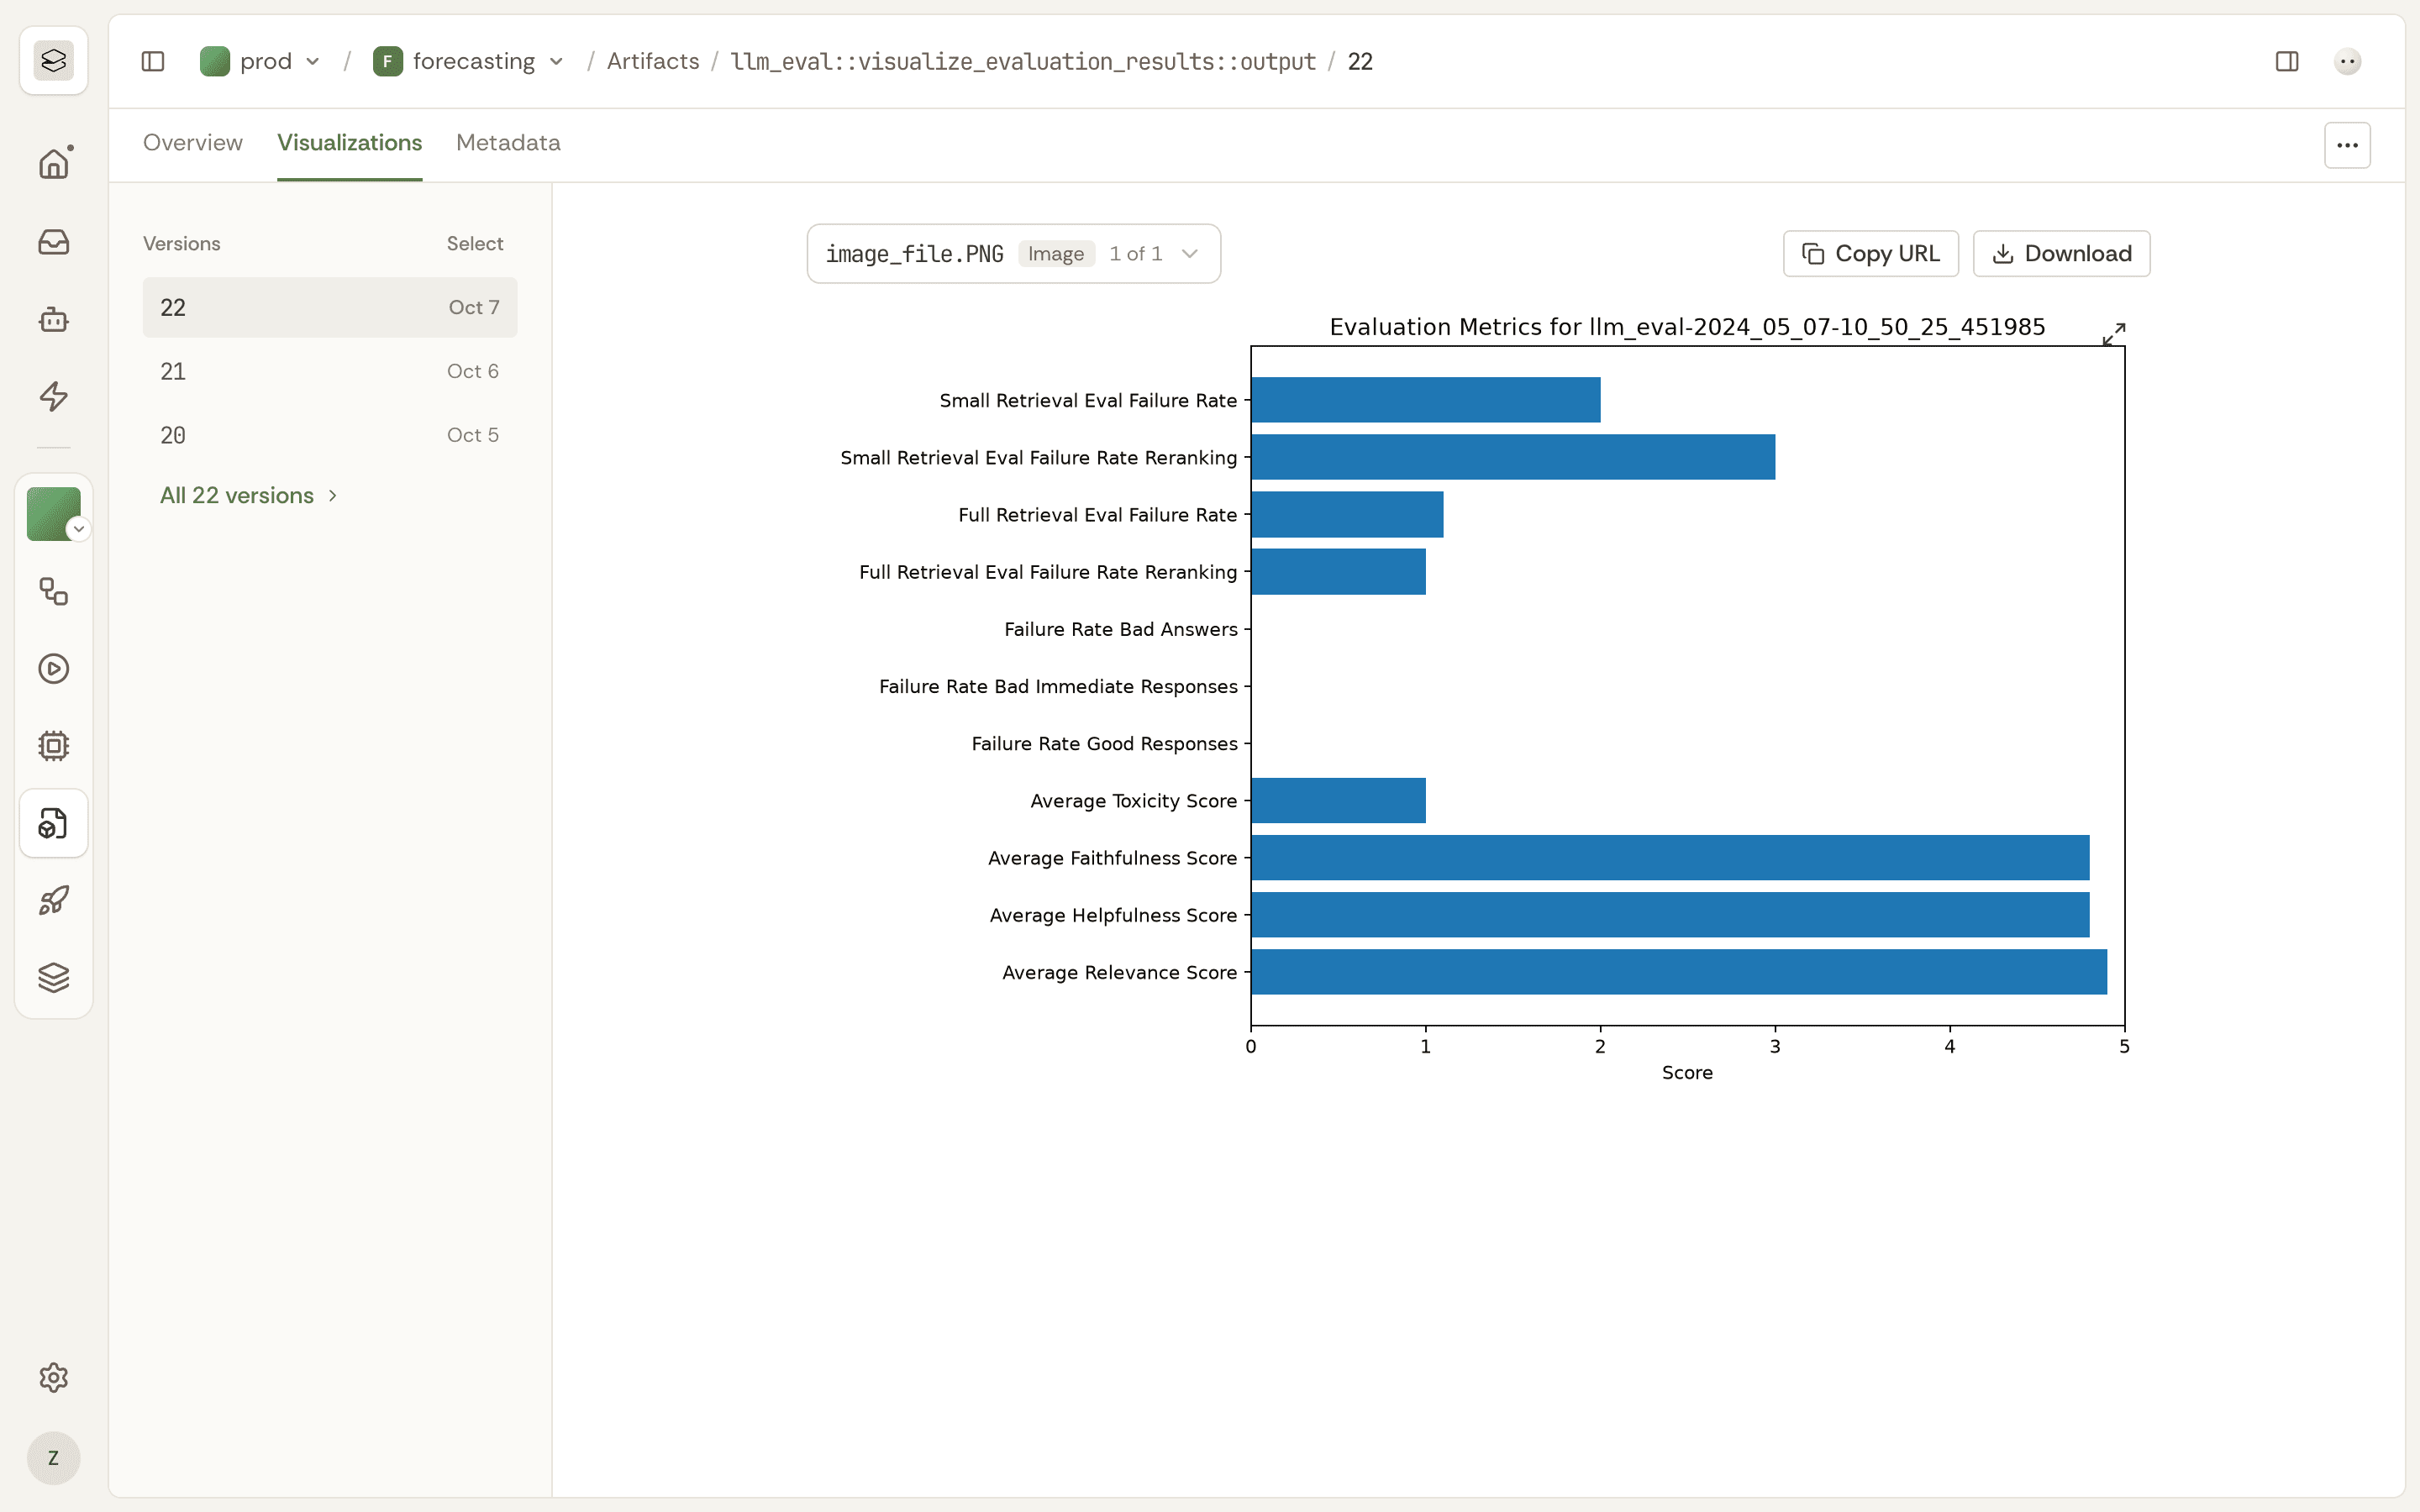 prod / F forecasting / Artifacts / llm_eval::visualize_evaluation_results::output / 22
Overview Visualizations Metadata
Versions Select
22 Oct 7
21 Oct 6
20 Oct 5
All 22 versions
image_file.PNG Image 1 of 1
Copy URL Download
Evaluation Metrics for llm_eval-2024_05_07-10_50_25_451985
Small Retrieval Eval Failure Rate
Small Retrieval Eval Failure Rate Reranking
Full Retrieval Eval Failure Rate
Full Retrieval Eval Failure Rate Reranking
Failure Rate Bad Answers
Failure Rate Bad Immediate Responses
Failure Rate Good Responses
Average Toxicity Score
Average Faithfulness Score
Average Helpfulness Score
Average Relevance Score
0 1 2 3 4 5
Score
Z